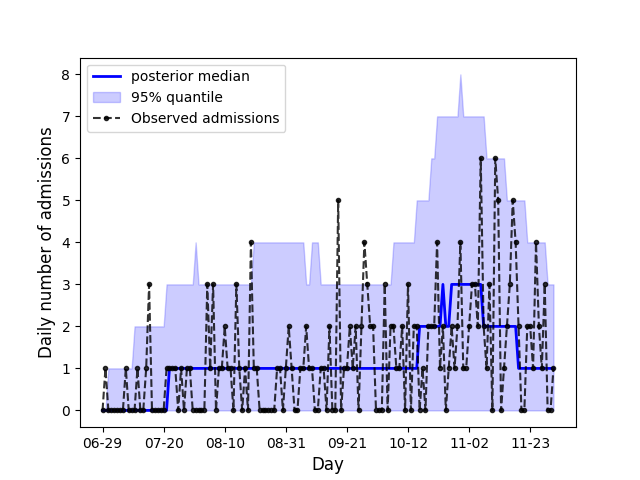 posterior median
95% quantile
Observed admissions
Daily number of admissions
8
7
6
5
4
3
2
1
0
06-29 07-20 08-10 08-31 09-21 10-12 11-02 11-23
Day